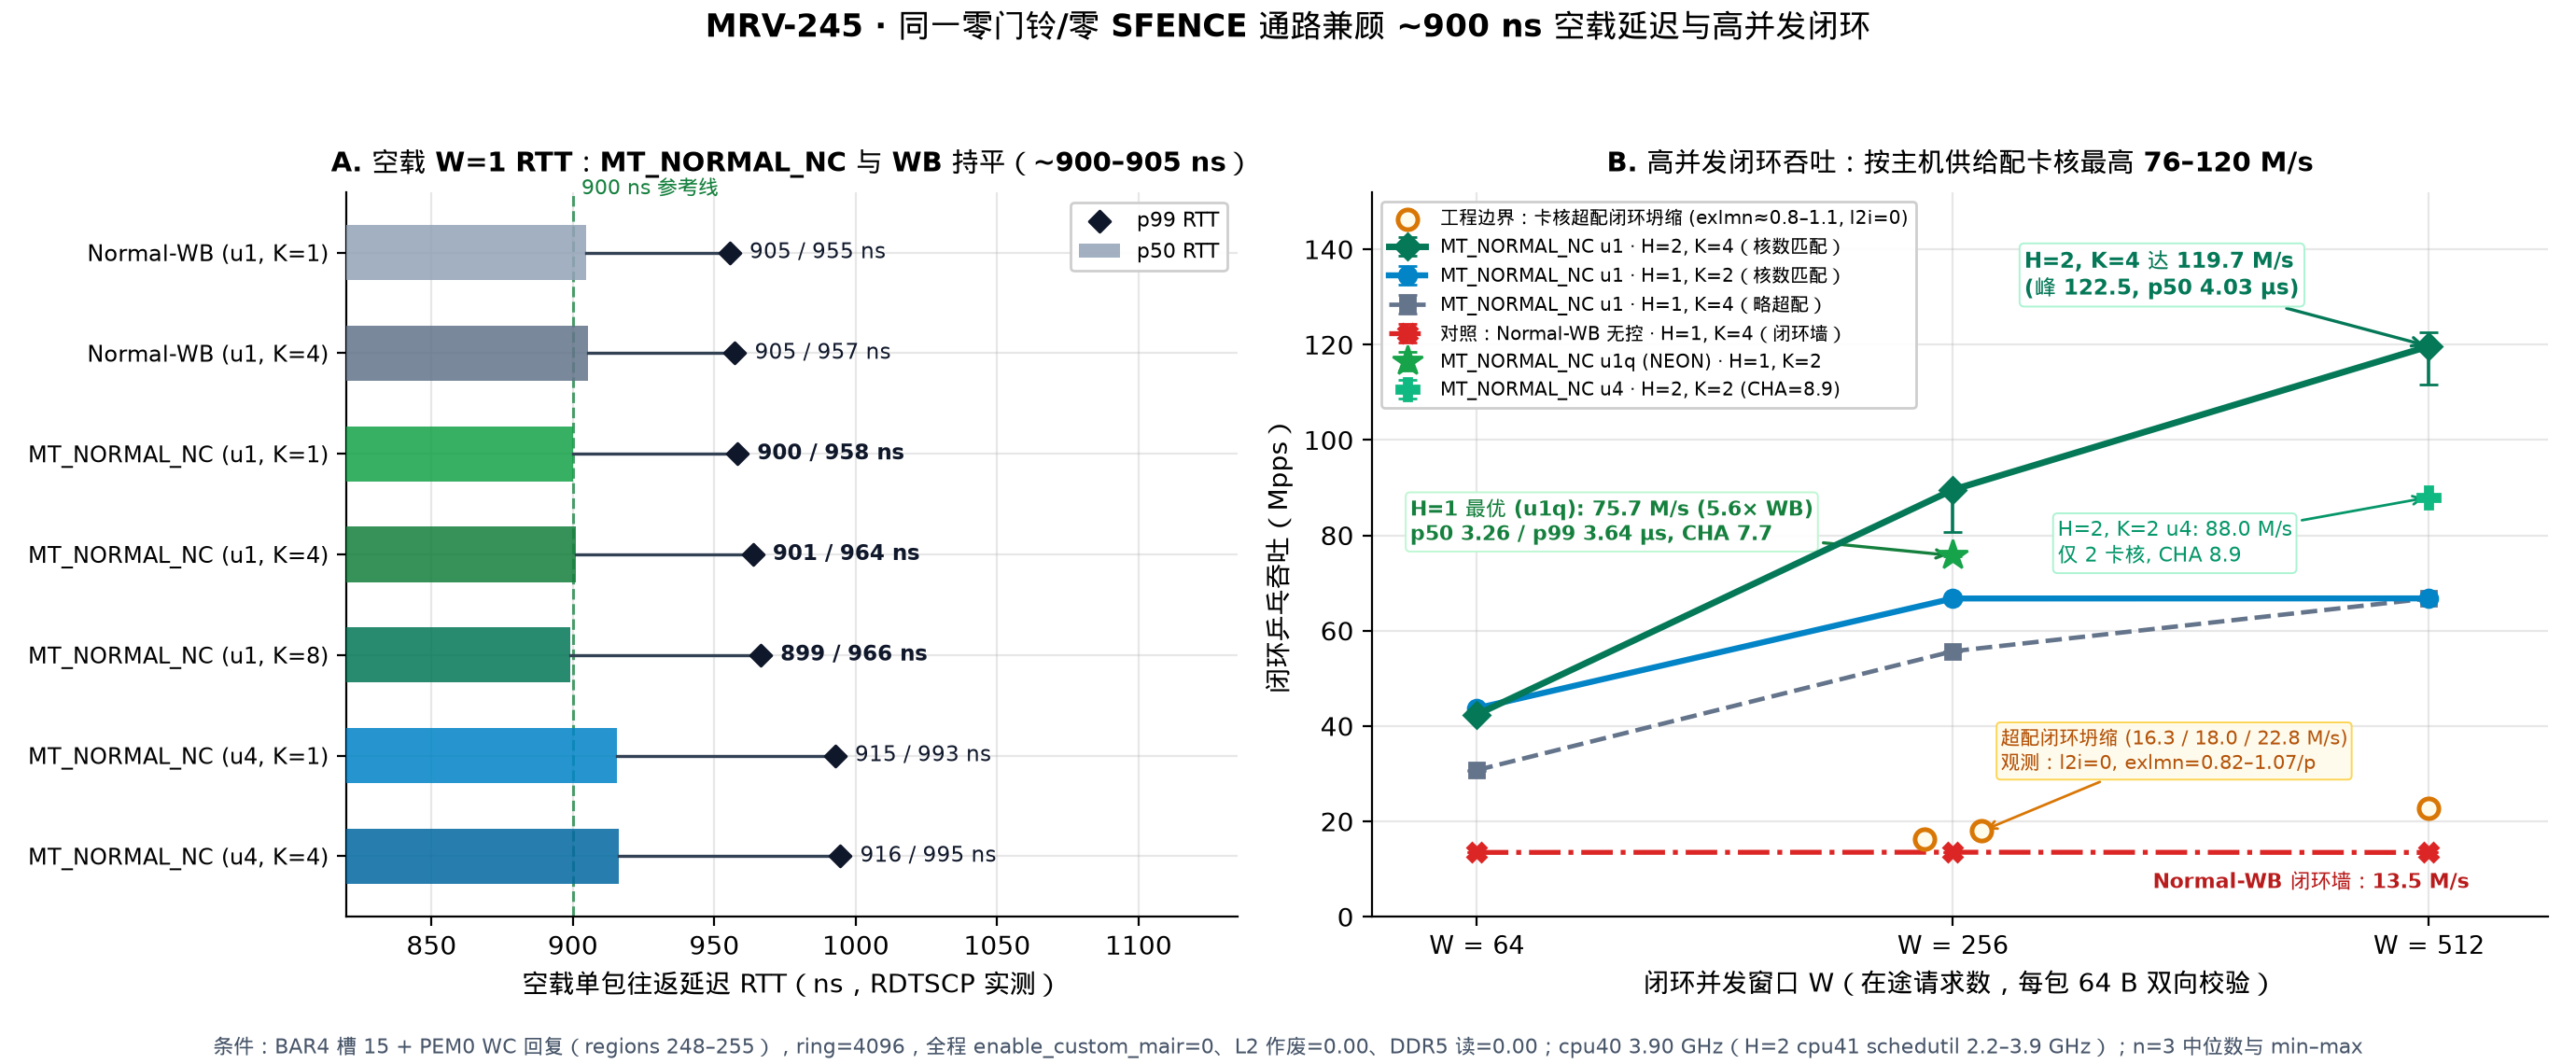 MRV-245 · 同一零门铃/零 SFENCE 通路兼顾 ~900 ns 空载延迟与高并发闭环
A. 空载 W=1 RTT：MT_NORMAL_NC 与 WB 持平（~900–905 ns）
900 ns 参考线
p99 RTT
p50 RTT
Normal-WB (u1, K=1)
905 / 955 ns
Normal-WB (u1, K=4)
905 / 957 ns
MT_NORMAL_NC (u1, K=1)
900 / 958 ns
MT_NORMAL_NC (u1, K=4)
901 / 964 ns
MT_NORMAL_NC (u1, K=8)
899 / 966 ns
MT_NORMAL_NC (u4, K=1)
915 / 993 ns
MT_NORMAL_NC (u4, K=4)
916 / 995 ns
850 900 950 1000 1050 1100
空载单包往返延迟 RTT（ns，RDTSCP 实测）
B. 高并发闭环吞吐：按主机供给配卡核最高 76–120 M/s
工程边界：卡核超配闭环坍缩 (exlmn≈0.8–1.1, l2i=0)
MT_NORMAL_NC u1 · H=2, K=4（核数匹配）
MT_NORMAL_NC u1 · H=1, K=2（核数匹配）
MT_NORMAL_NC u1 · H=1, K=4（略超配）
对照：Normal-WB 无控 · H=1, K=4（闭环墙）
MT_NORMAL_NC u1q (NEON) · H=1, K=2
MT_NORMAL_NC u4 · H=2, K=2 (CHA=8.9)
H=2, K=4 达 119.7 M/s
(峰 122.5, p50 4.03 µs)
H=1 最优 (u1q): 75.7 M/s (5.6× WB)
p50 3.26 / p99 3.64 µs, CHA 7.7
H=2, K=2 u4: 88.0 M/s
仅 2 卡核, CHA 8.9
超配闭环坍缩 (16.3 / 18.0 / 22.8 M/s)
观测：l2i=0, exlmn=0.82–1.07/p
Normal-WB 闭环墙：13.5 M/s
闭环乒乓吞吐（Mpps）
140
120
100
80
60
40
20
0
W = 64 W = 256 W = 512
闭环并发窗口 W（在途请求数，每包 64 B 双向校验）
条件：BAR4 槽 15 + PEM0 WC 回复（regions 248–255），ring=4096，全程 enable_custom_mair=0、L2 作废=0.00、DDR5 读=0.00；cpu40 3.90 GHz（H=2 cpu41 schedutil 2.2–3.9 GHz）；n=3 中位数与 min–max